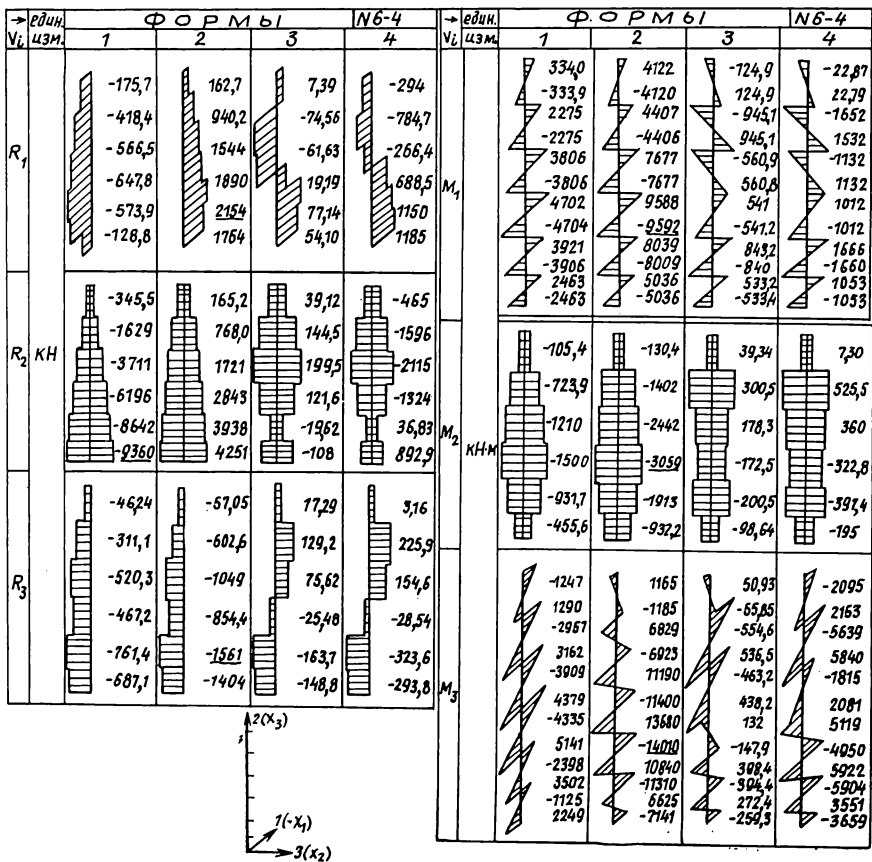 → един. ФОРМЫ N6-4
Vi изм. 1 2 3 4
R1
-175,7 162,7 7,39 -294
-418,4 940,2 -74,56 -784,7
-566,5 1544 -61,63 -266,4
-647,8 1890 19,19 688,5
-573,9 2154 77,14 1150
-128,8 1764 54,10 1185
R2 кН
-345,5 165,2 39,12 -465
-1629 768,0 144,5 -1596
-3711 1721 199,5 -2115
-6196 2843 121,6 -1324
-8642 3938 -19,62 36,83
-9360 4251 -108 892,9
R3
-46,24 -57,05 17,29 3,16
-311,1 -602,6 129,2 225,9
-520,3 -1049 75,62 154,6
-467,2 -854,4 -25,48 -28,54
-761,4 -1561 -163,7 -323,6
-687,1 -1404 -148,8 -293,8
→ един. ФОРМЫ N6-4
Vi изм. 1 2 3 4
M1
334,0 4122 -124,9 -22,87
-333,9 -4120 124,9 22,79
2275 4407 -945,1 -1652
-2275 -4406 945,1 1532
3806 7677 -560,9 -1132
-3806 -7677 560,8 1132
4702 9588 541 1012
-4704 -9592 -541,2 -1012
3921 8039 843,2 1666
-3906 -8009 -840 -1660
2463 5036 533,2 1053
-2463 -5036 -533,4 -1053
M2 кН·м
-105,4 -130,4 39,34 7,30
-723,9 -1402 300,5 525,5
-1210 -2442 178,3 360
-1500 -3059 -172,5 -322,8
-931,7 -1913 -200,5 -397,4
-455,6 -932,2 -98,64 -195
M3
-1247 1165 50,93 -2095
1290 -1185 -65,85 2163
-2967 6829 -554,6 -5639
3162 -6923 536,5 5840
-3909 11190 -463,2 -1815
4379 -11400 438,2 2081
-4335 13680 132 5119
5141 -14010 -147,9 -4950
-2398 10840 398,4 5922
3502 -11310 -394,4 -5904
-1125 6625 272,4 3551
2249 -7141 -259,3 -3659
2(x3)
1(-x1)
3(x2)